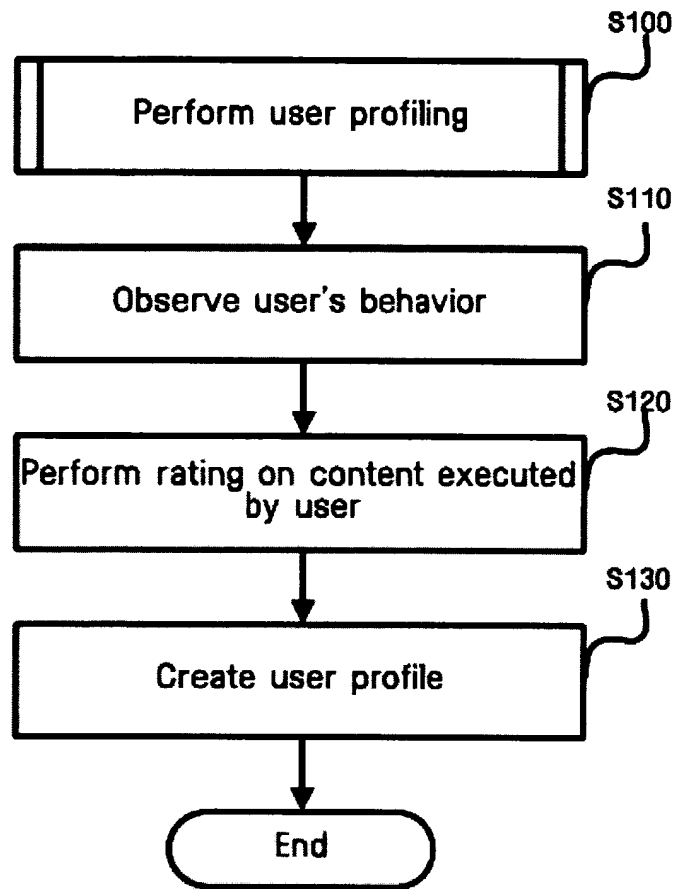 S100
Perform user profiling
S110
Observe user's behavior
S120
Perform rating on content executed
by user
S130
Create user profile
End